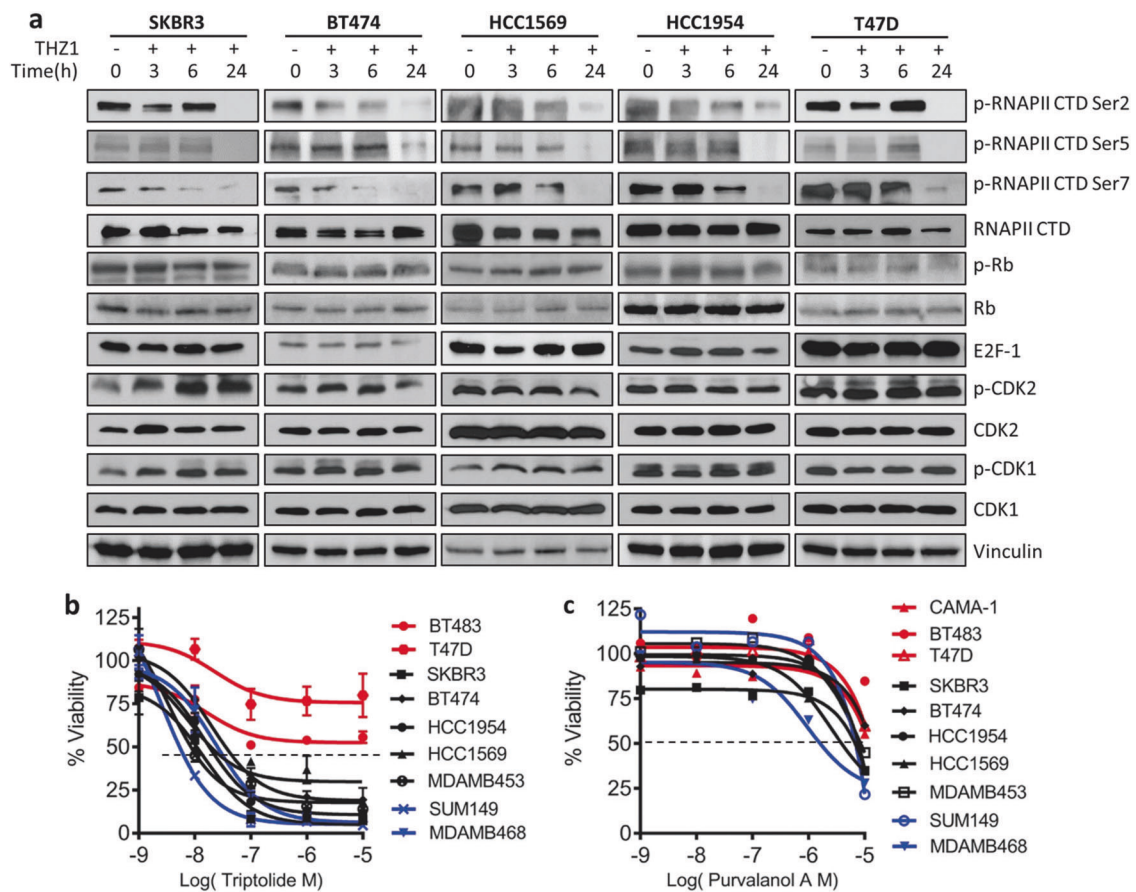 a
SKBR3 BT474 HCC1569 HCC1954 T47D
THZ1 - + + + - + + + - + + + - + + + - + + +
Time(h) 0 3 6 24 0 3 6 24 0 3 6 24 0 3 6 24 0 3 6 24
p-RNAPII CTD Ser2
p-RNAPII CTD Ser5
p-RNAPII CTD Ser7
RNAPII CTD
p-Rb
Rb
E2F-1
p-CDK2
CDK2
p-CDK1
CDK1
Vinculin
b
% Viability
125
100
75
50
25
0
-9 -8 -7 -6 -5
Log( Triptolide M)
BT483
T47D
SKBR3
BT474
HCC1954
HCC1569
MDAMB453
SUM149
MDAMB468
c
% Viability
125
100
75
50
25
0
-9 -8 -7 -6 -5
Log( Purvalanol A M)
CAMA-1
BT483
T47D
SKBR3
BT474
HCC1954
HCC1569
MDAMB453
SUM149
MDAMB468